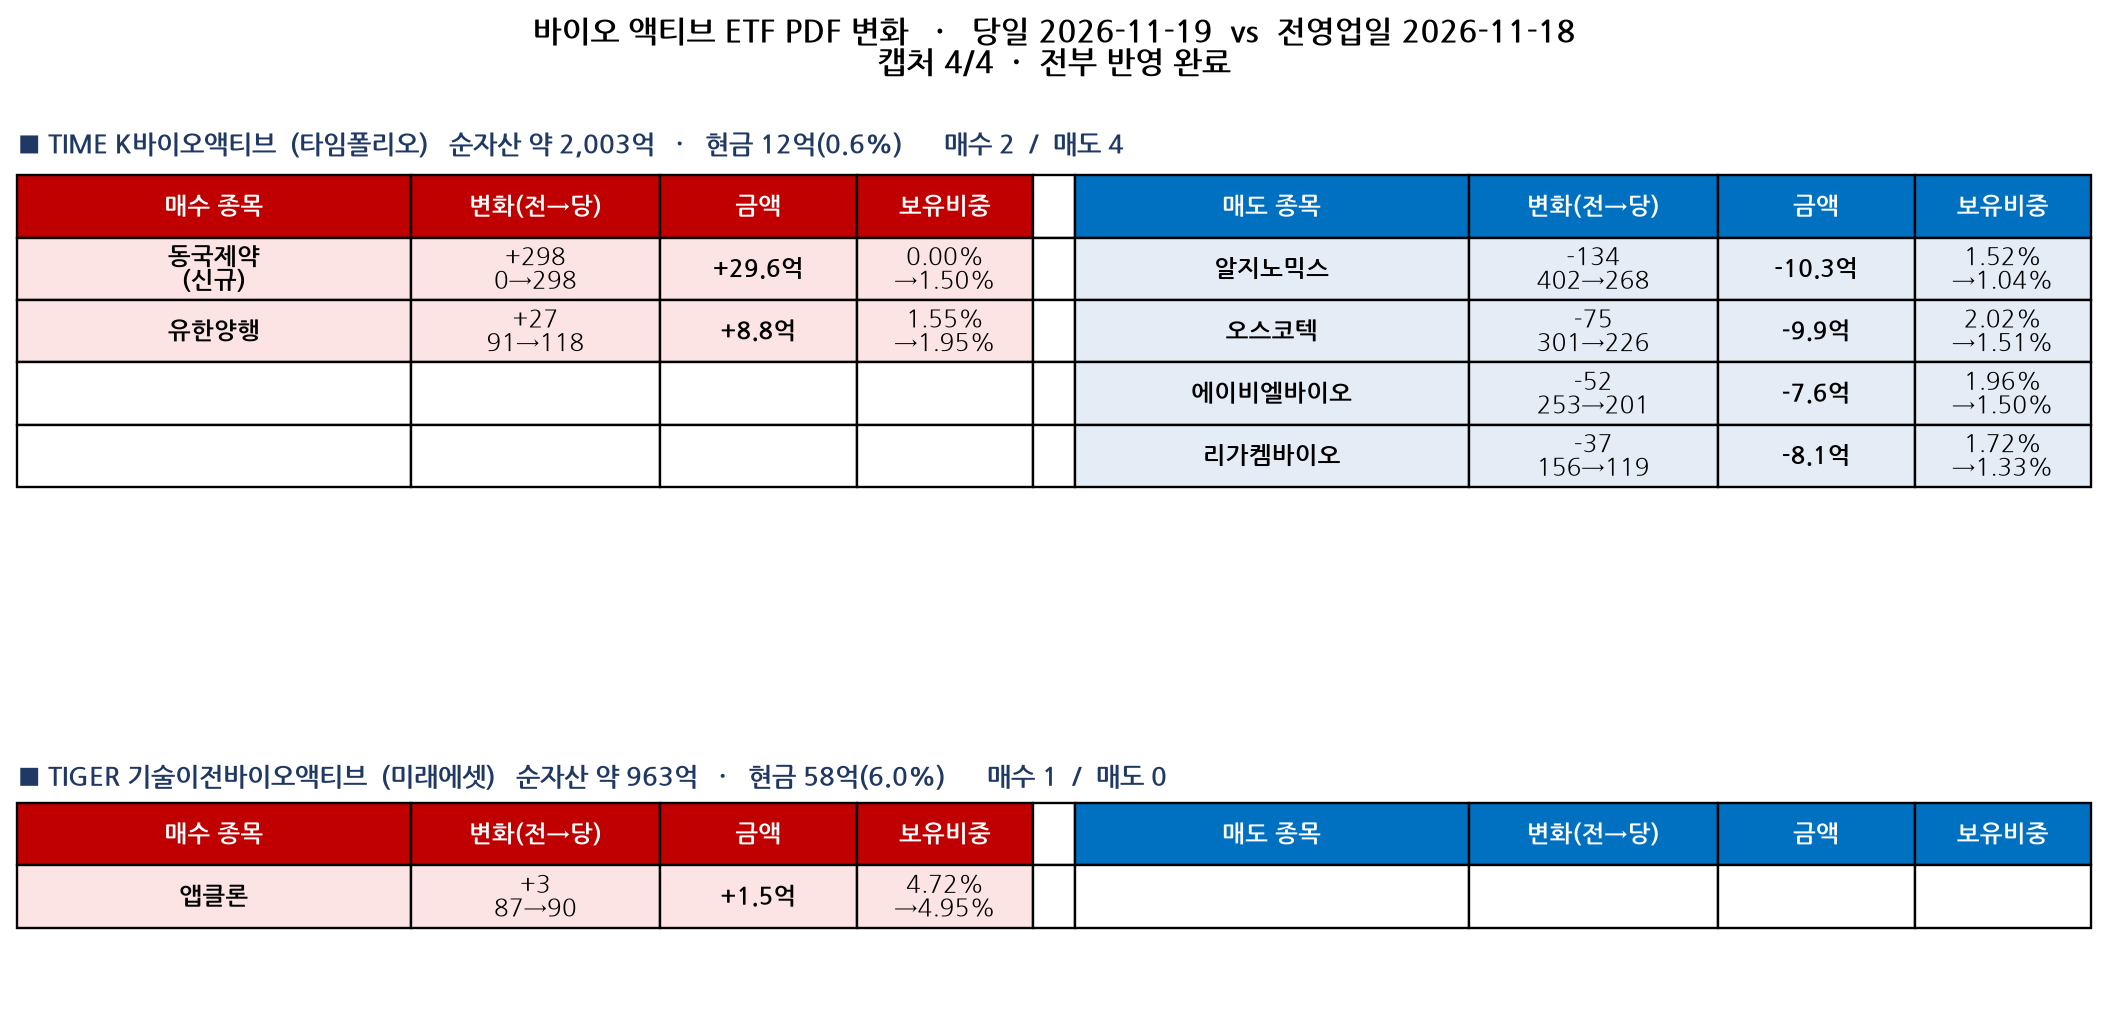 바이오 액티브 ETF PDF 변화 · 당일 2026-11-19 vs 전영업일 2026-11-18
캡처 4/4 · 전부 반영 완료
■ TIME K바이오액티브 (타임폴리오) 순자산 약 2,003억 · 현금 12억(0.6%) 매수 2 / 매도 4
매수 종목 변화(전→당) 금액 보유비중 매도 종목 변화(전→당) 금액 보유비중
동국제약 +298 0.00% -134 1.52%
(신규) 0→298 +29.6억 →1.50% 알지노믹스 402→268 -10.3억 →1.04%
+27 1.55% -75 2.02%
유한양행 91→118 +8.8억 →1.95% 오스코텍 301→226 -9.9억 →1.51%
-52 1.96%
에이비엘바이오 253→201 -7.6억 →1.50%
-37 1.72%
리가켐바이오 156→119 -8.1억 →1.33%
■ TIGER 기술이전바이오액티브 (미래에셋) 순자산 약 963억 · 현금 58억(6.0%) 매수 1 / 매도 0
매수 종목 변화(전→당) 금액 보유비중 매도 종목 변화(전→당) 금액 보유비중
+3 4.72%
앱클론 87→90 +1.5억 →4.95%